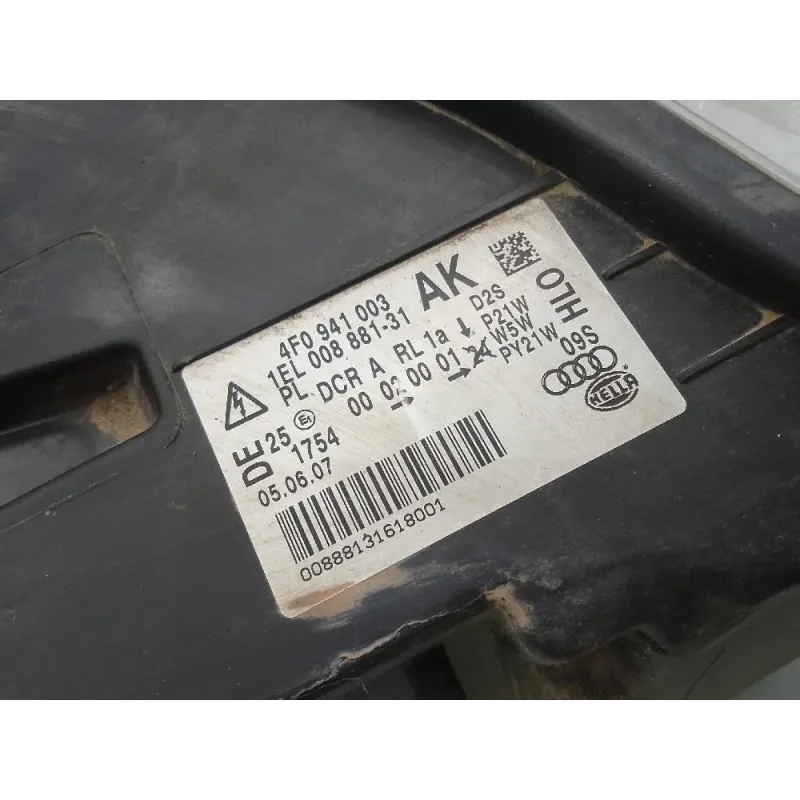 4F0 941 003 AK
1EL 008 881-31
PL DCR A RL 1a
00 02 00 01
D2S
P21W
W5W
PY21W
HLO
09S
HELLA
DE 25 E1
1754
05.06.07
00888131618001